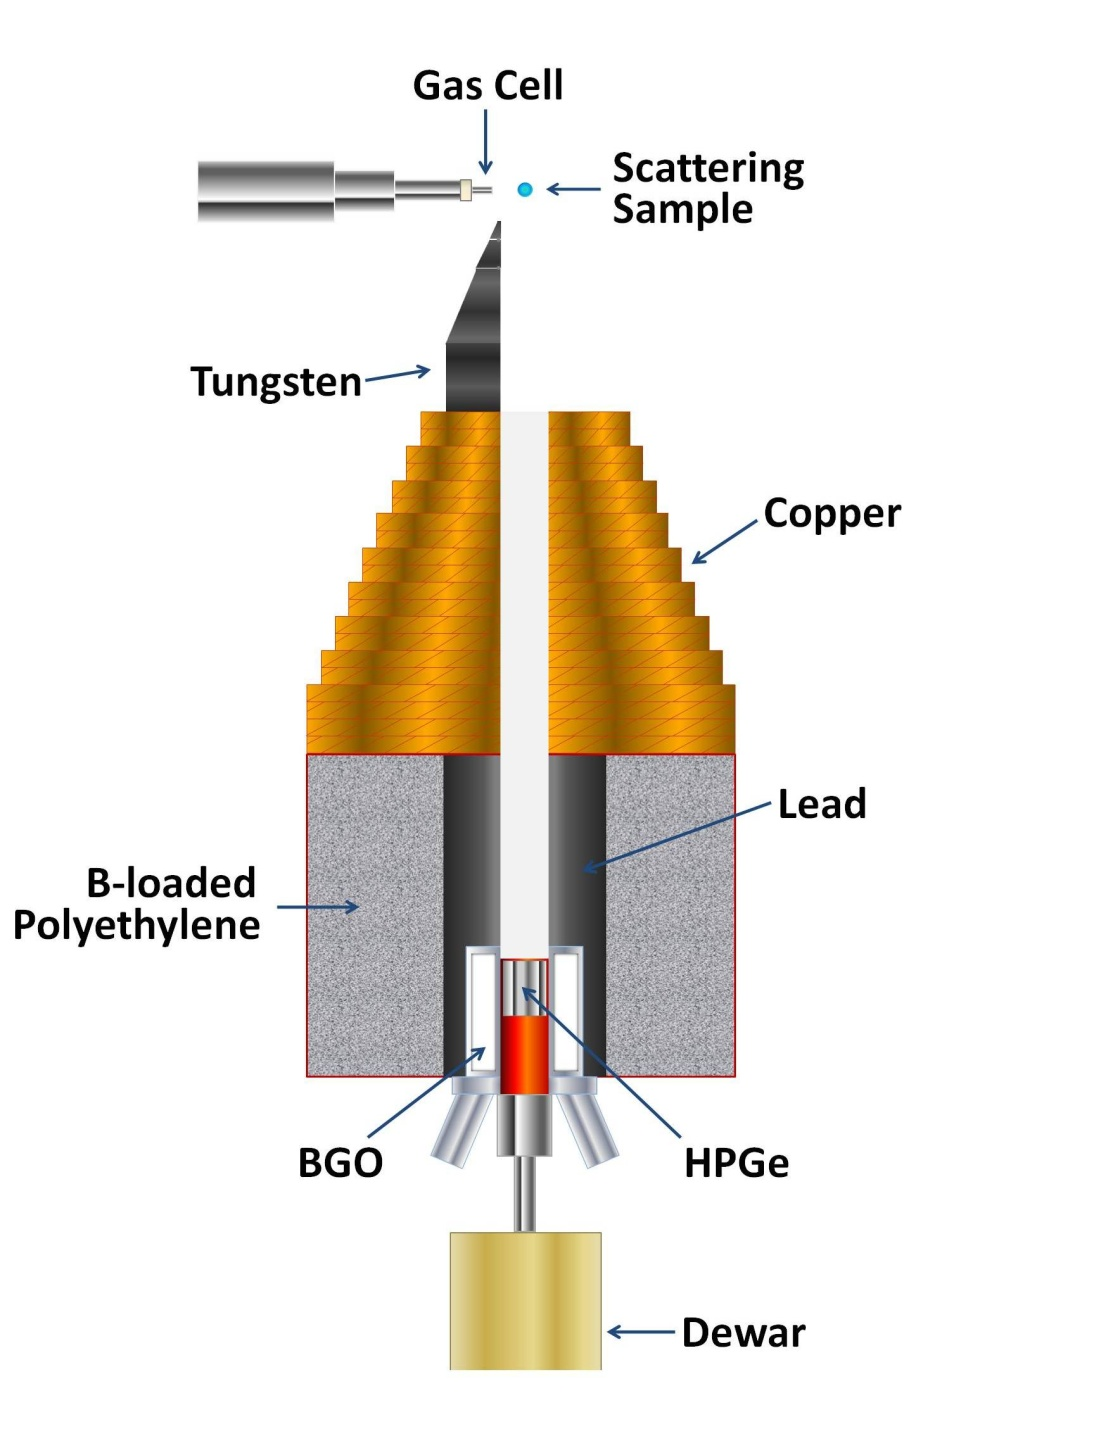 Gas Cell
Scattering
Sample
Tungsten
Copper
Lead
B-loaded
Polyethylene
BGO
HPGe
Dewar